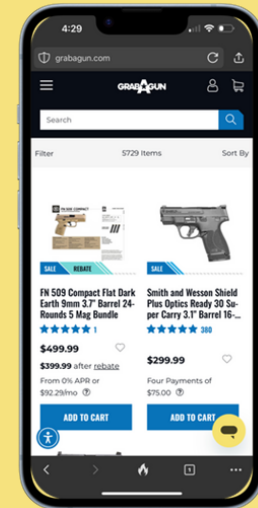 4:29
grabagun.com
GRABAGUN
Search
Filter
5729 Items
Sort By
SALE
REBATE
SALE
FN 509 Compact Flat Dark
Earth 9mm 3.7" Barrel 24-
Rounds 5 Mag Bundle
1
$499.99
$399.99 after rebate
From 0% APR or
$92.29/mo
Smith and Wesson Shield
Plus Optics Ready 30 Su-
per Carry 3.1" Barrel 16-...
380
$299.99
Four Payments of
$75.00
ADD TO CART
ADD TO CART
1